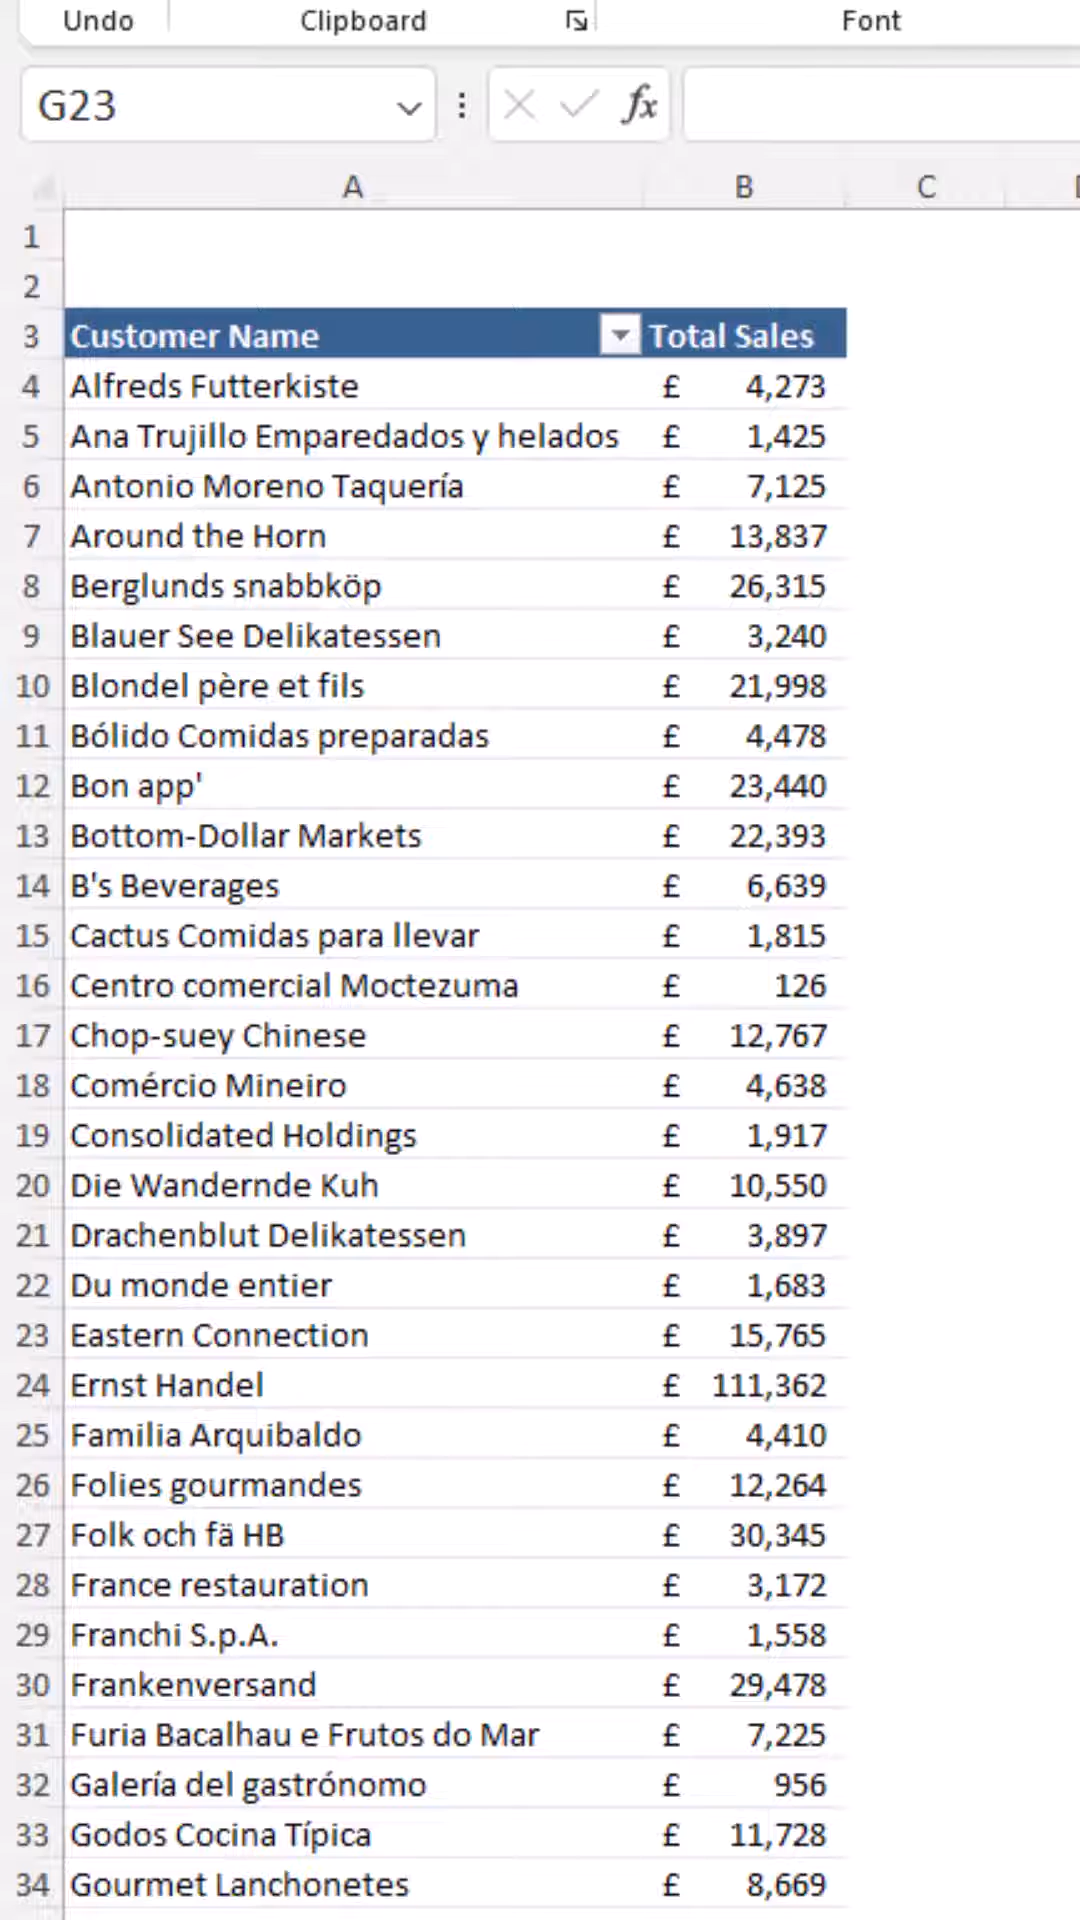 Undo Clipboard Font
G23 fx
A B C
1
2
3 Customer Name Total Sales
4 Alfreds Futterkiste £ 4,273
5 Ana Trujillo Emparedados y helados £ 1,425
6 Antonio Moreno Taquería £ 7,125
7 Around the Horn £ 13,837
8 Berglunds snabbköp £ 26,315
9 Blauer See Delikatessen £ 3,240
10 Blondel père et fils £ 21,998
11 Bólido Comidas preparadas £ 4,478
12 Bon app' £ 23,440
13 Bottom-Dollar Markets £ 22,393
14 B's Beverages £ 6,639
15 Cactus Comidas para llevar £ 1,815
16 Centro comercial Moctezuma £ 126
17 Chop-suey Chinese £ 12,767
18 Comércio Mineiro £ 4,638
19 Consolidated Holdings £ 1,917
20 Die Wandernde Kuh £ 10,550
21 Drachenblut Delikatessen £ 3,897
22 Du monde entier £ 1,683
23 Eastern Connection £ 15,765
24 Ernst Handel £ 111,362
25 Familia Arquibaldo £ 4,410
26 Folies gourmandes £ 12,264
27 Folk och fä HB £ 30,345
28 France restauration £ 3,172
29 Franchi S.p.A. £ 1,558
30 Frankenversand £ 29,478
31 Furia Bacalhau e Frutos do Mar £ 7,225
32 Galería del gastrónomo £ 956
33 Godos Cocina Típica £ 11,728
34 Gourmet Lanchonetes £ 8,669